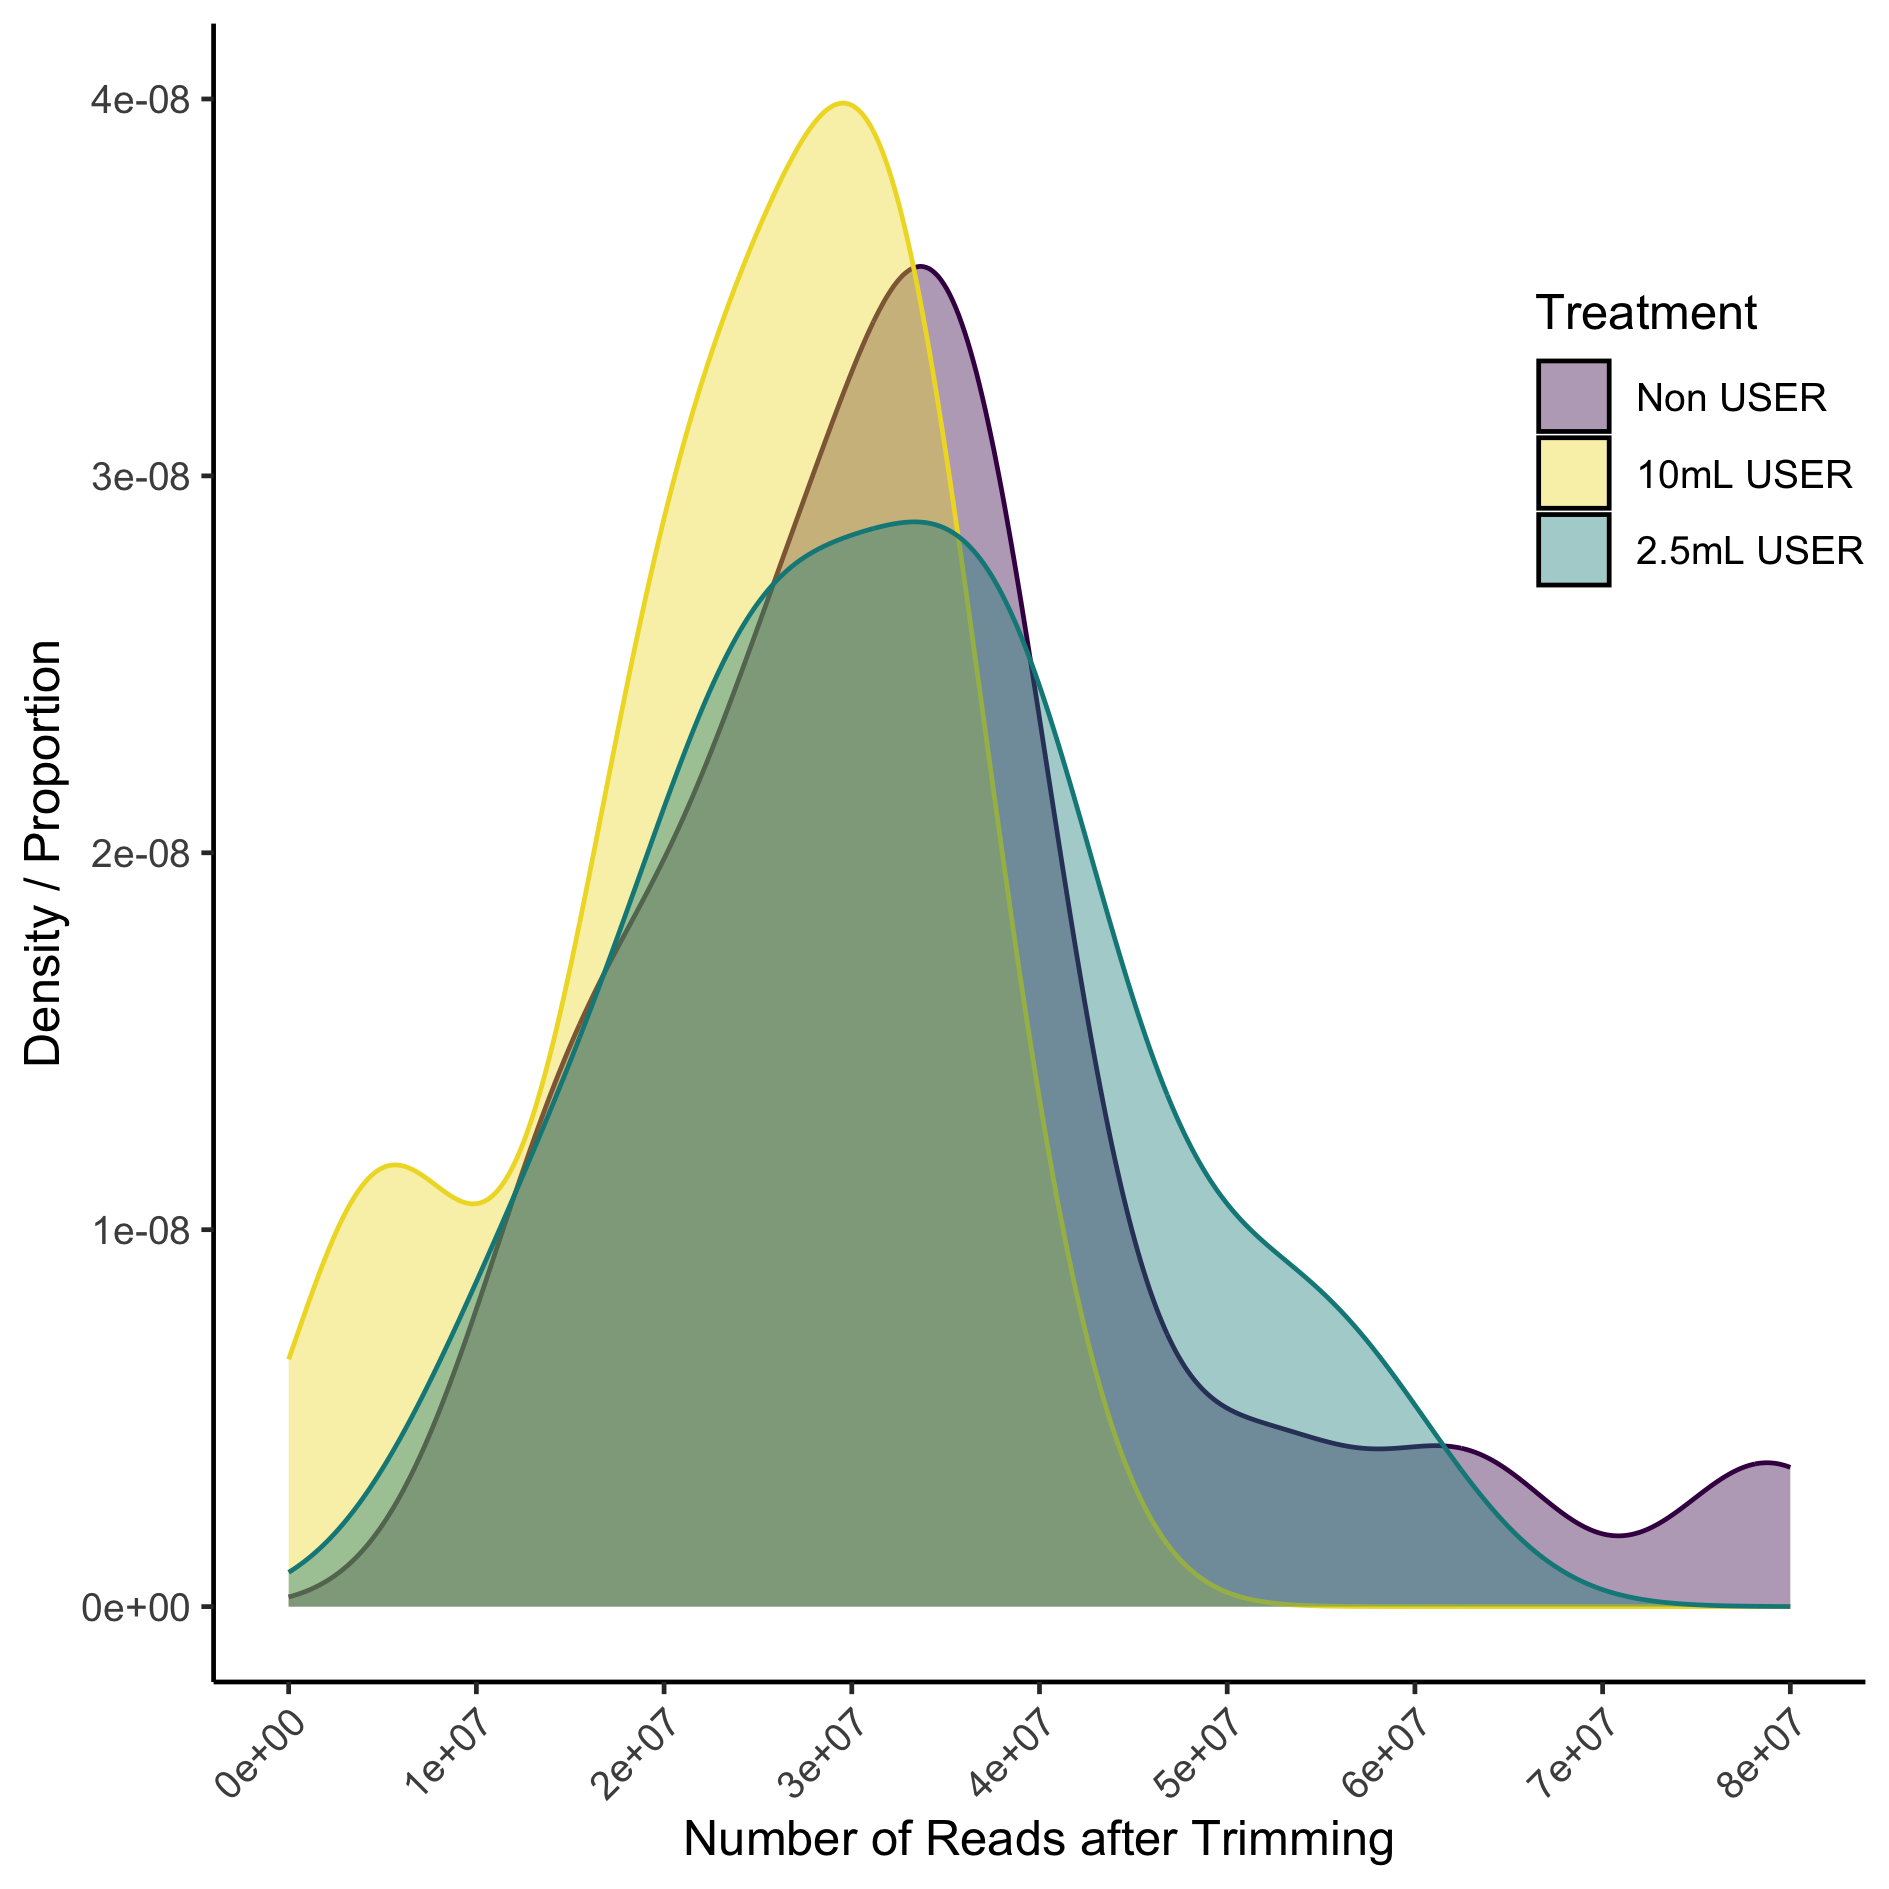 Density / Proportion
4e-08
3e-08
2e-08
1e-08
0e+00
Treatment
Non USER
10mL USER
2.5mL USER
0e+00
1e+07
2e+07
3e+07
4e+07
5e+07
6e+07
7e+07
8e+07
Number of Reads after Trimming